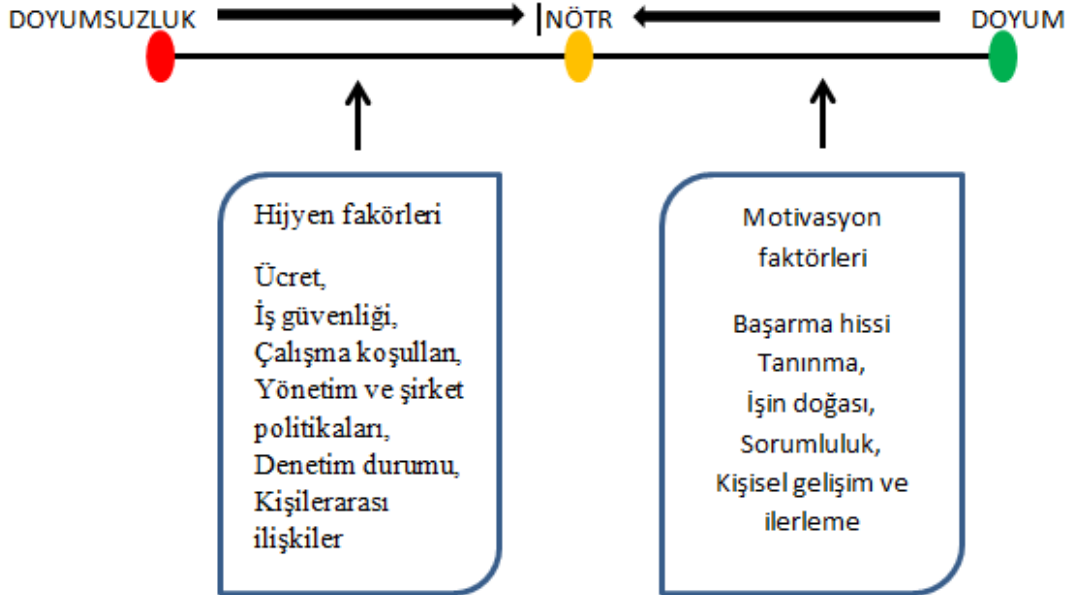 DOYUMSUZLUK
NÖTR
DOYUM
Hijyen fakörleri
Ücret,
İş güvenliği,
Çalışma koşulları,
Yönetim ve şirket
politikaları,
Denetim durumu,
Kişilerarası
ilişkiler
Motivasyon
faktörleri
Başarma hissi
Tanınma,
İşin doğası,
Sorumluluk,
Kişisel gelişim ve
ilerleme